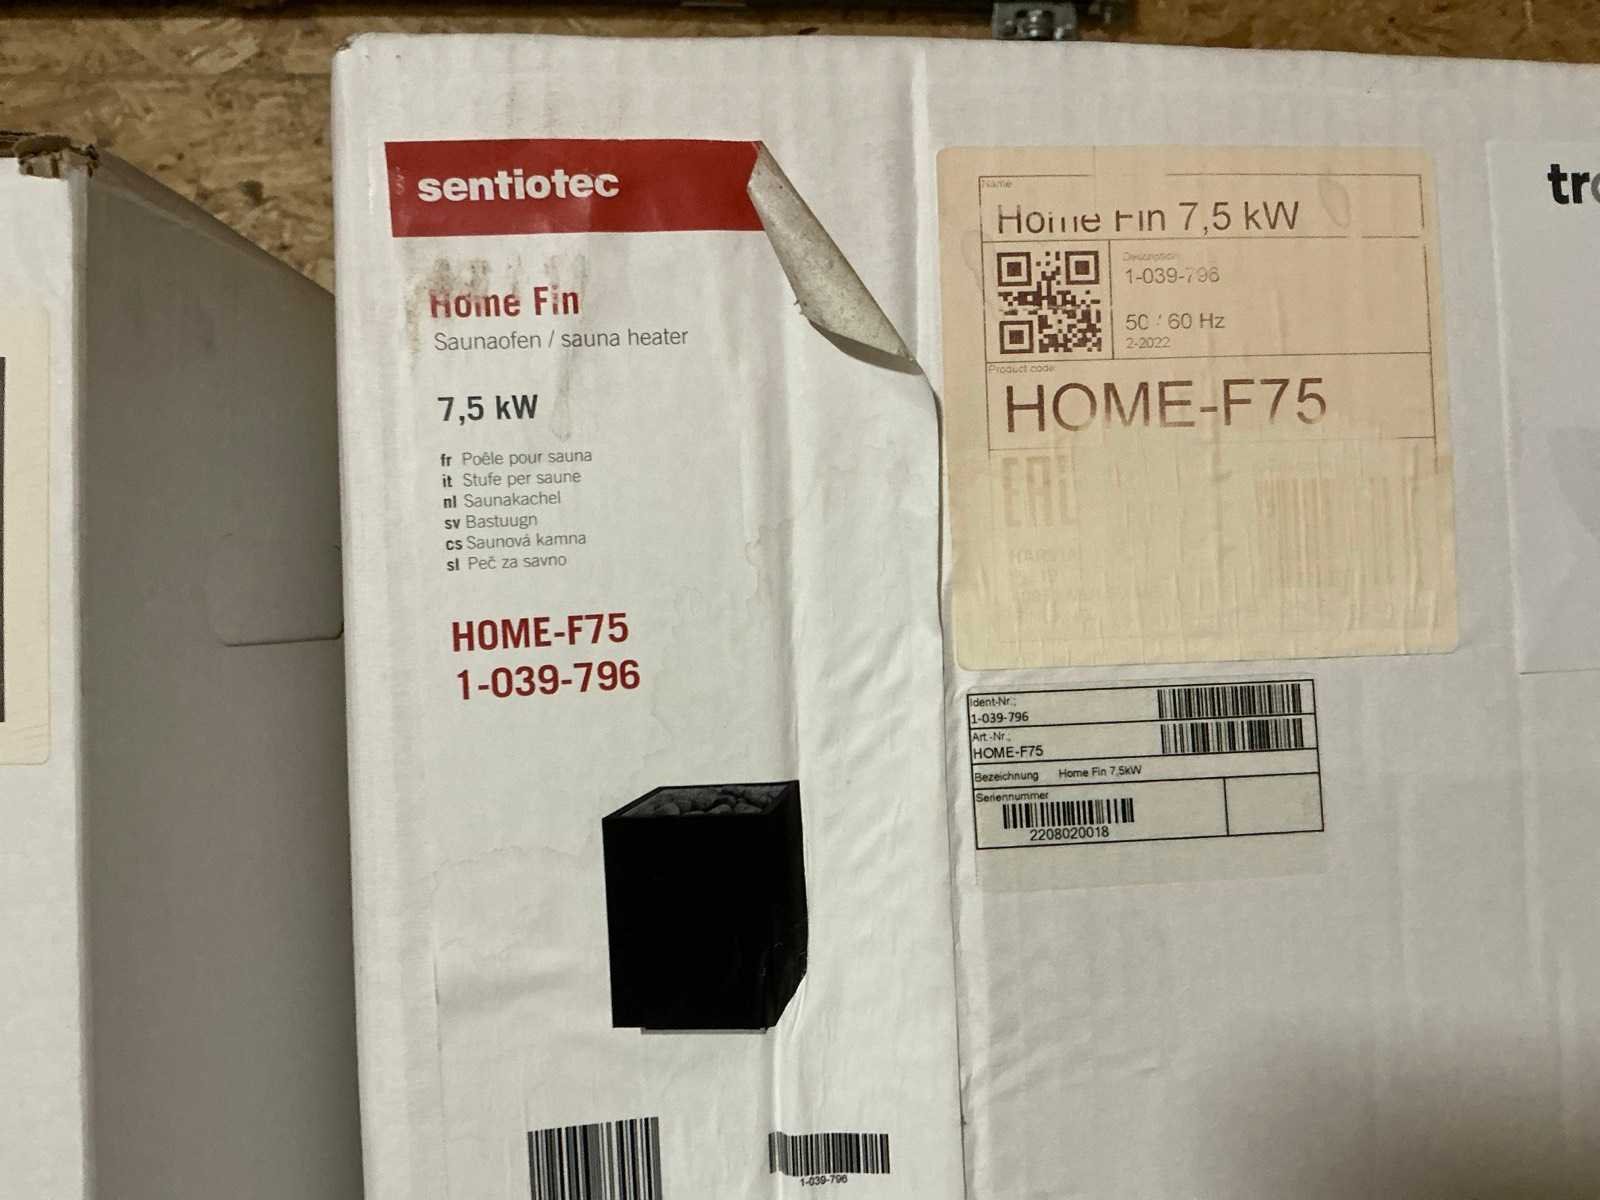 sentiotec
Home Fin
Saunaofen / sauna heater
7,5 kW
fr Poêle pour sauna
it Stufe per saune
nl Saunakachel
sv Bastuugn
cs Saunová kamna
sl Peč za savno
HOME-F75
1-039-796
1-039-796
Name
Home Fin 7,5 kW
Description
1-039-796
50 / 60 Hz
2-2022
Product code
HOME-F75
EAC
HARVIA
Ident-Nr.:
1-039-796
Art.-Nr.:
HOME-F75
Bezeichnung Home Fin 7,5kW
Seriennummer
2208020018